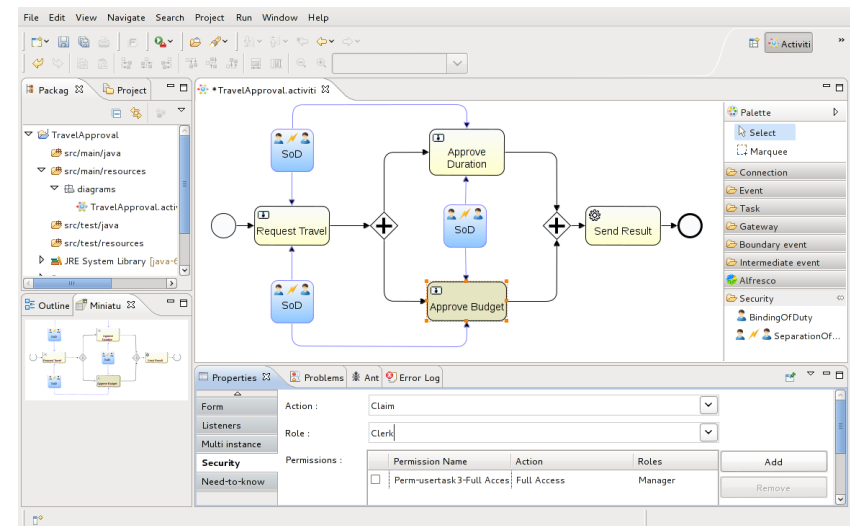 File Edit View Navigate Search Project Run Window Help
Activiti
Packag Project
TravelApproval
src/main/java
src/main/resources
diagrams
TravelApproval.activ
src/test/java
src/test/resources
JRE System Library [java-6
Outline Miniatu
*TravelApproval.activiti
SoD
Approve
Duration
Request Travel
SoD
Send Result
SoD
Approve Budget
Palette
Select
Marquee
Connection
Event
Task
Gateway
Boundary event
Intermediate event
Alfresco
Security
BindingOfDuty
SeparationOf...
Properties Problems Ant Error Log
Form
Listeners
Multi instance
Security
Need-to-know
Action : Claim
Role : Clerk
Permissions : Permission Name Action Roles
Perm-usertask3-Full Acces Full Access Manager
Add
Remove